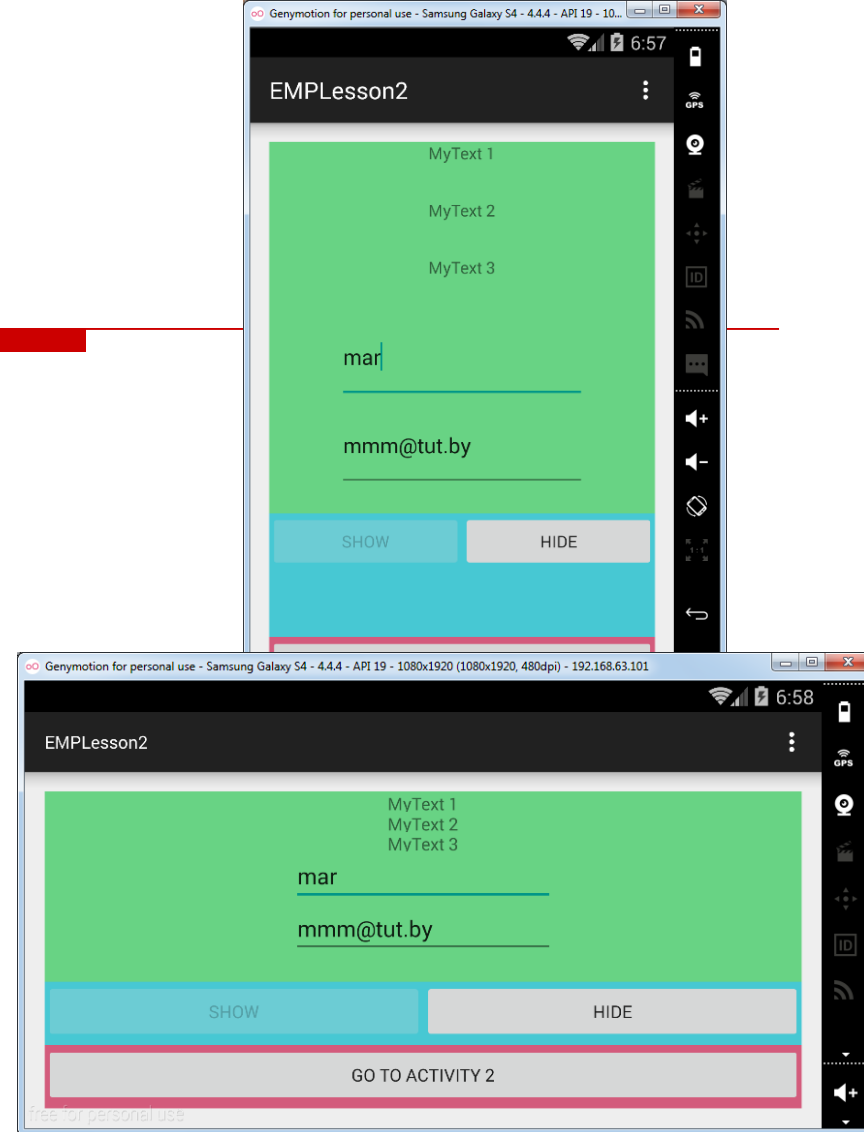 Genymotion for personal use - Samsung Galaxy S4 - 4.4.4 - API 19 - 10...
6:57
EMPLesson2
GPS
MyText 1
MyText 2
MyText 3
ID
mar
mmm@tut.by
SHOW
HIDE
1:1
Genymotion for personal use - Samsung Galaxy S4 - 4.4.4 - API 19 - 1080x1920 (1080x1920, 480dpi) - 192.168.63.101
6:58
EMPLesson2
GPS
MyText 1
MyText 2
MyText 3
mar
mmm@tut.by
ID
SHOW
HIDE
GO TO ACTIVITY 2
free for personal use